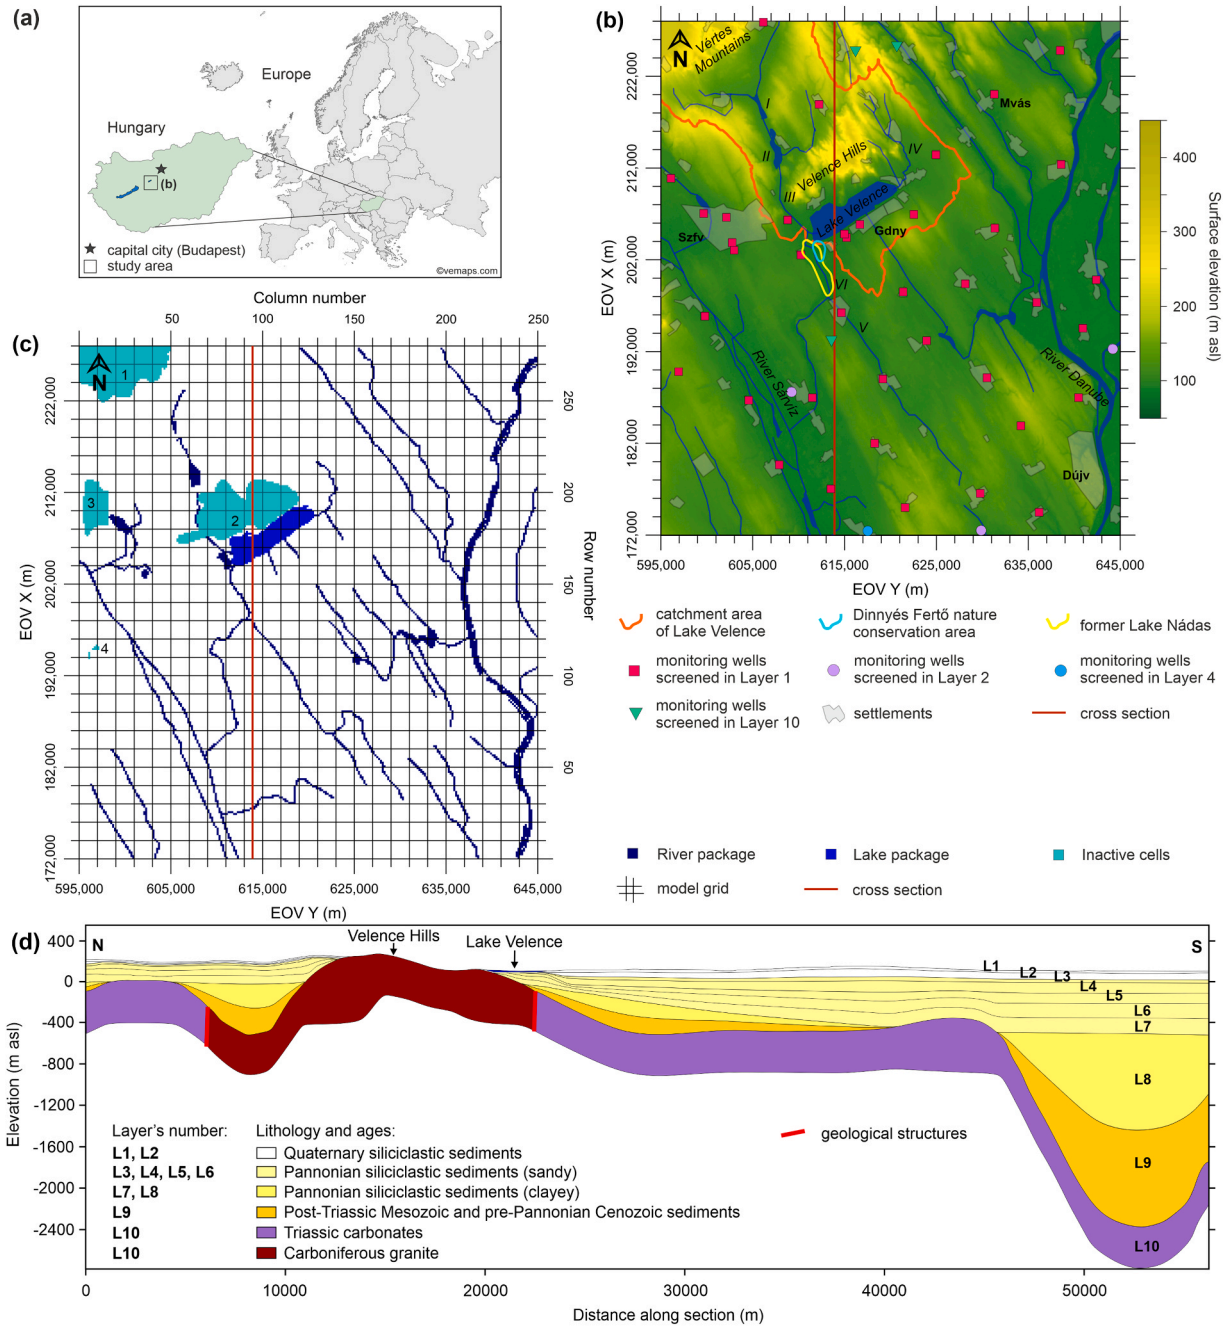 (a)
Europe
Hungary
(b)
capital city (Budapest)
study area
©vemaps.com
(b)
N
Vértes
Mountains
I
II
III
IV
V
VI
Velence Hills
Lake Velence
Mvás
Szfv
Gdny
Dújv
River Sárvíz
River Danube
222,000
212,000
202,000
192,000
182,000
172,000
EOV X (m)
595,000 605,000 615,000 625,000 635,000 645,000
EOV Y (m)
400
300
200
100
Surface elevation (m asl)
catchment area
of Lake Velence
Dinnyés Fertő nature
conservation area
former Lake Nádas
monitoring wells
screened in Layer 1
monitoring wells
screened in Layer 2
monitoring wells
screened in Layer 4
monitoring wells
screened in Layer 10
settlements
cross section
(c)
Column number
50 100 150 200 250
N
1
2
3
4
222,000
212,000
202,000
192,000
182,000
172,000
EOV X (m)
250
200
150
100
50
Row number
595,000 605,000 615,000 625,000 635,000 645,000
EOV Y (m)
River package
Lake package
Inactive cells
model grid
cross section
(d)
N
S
Velence Hills
Lake Velence
400
0
-400
-800
-1200
-1600
-2000
-2400
Elevation (m asl)
L1
L2
L3
L4
L5
L6
L7
L8
L9
L10
geological structures
Layer's number: Lithology and ages:
L1, L2 Quaternary siliciclastic sediments
L3, L4, L5, L6 Pannonian siliciclastic sediments (sandy)
L7, L8 Pannonian siliciclastic sediments (clayey)
L9 Post-Triassic Mesozoic and pre-Pannonian Cenozoic sediments
L10 Triassic carbonates
L10 Carboniferous granite
0 10000 20000 30000 40000 50000
Distance along section (m)